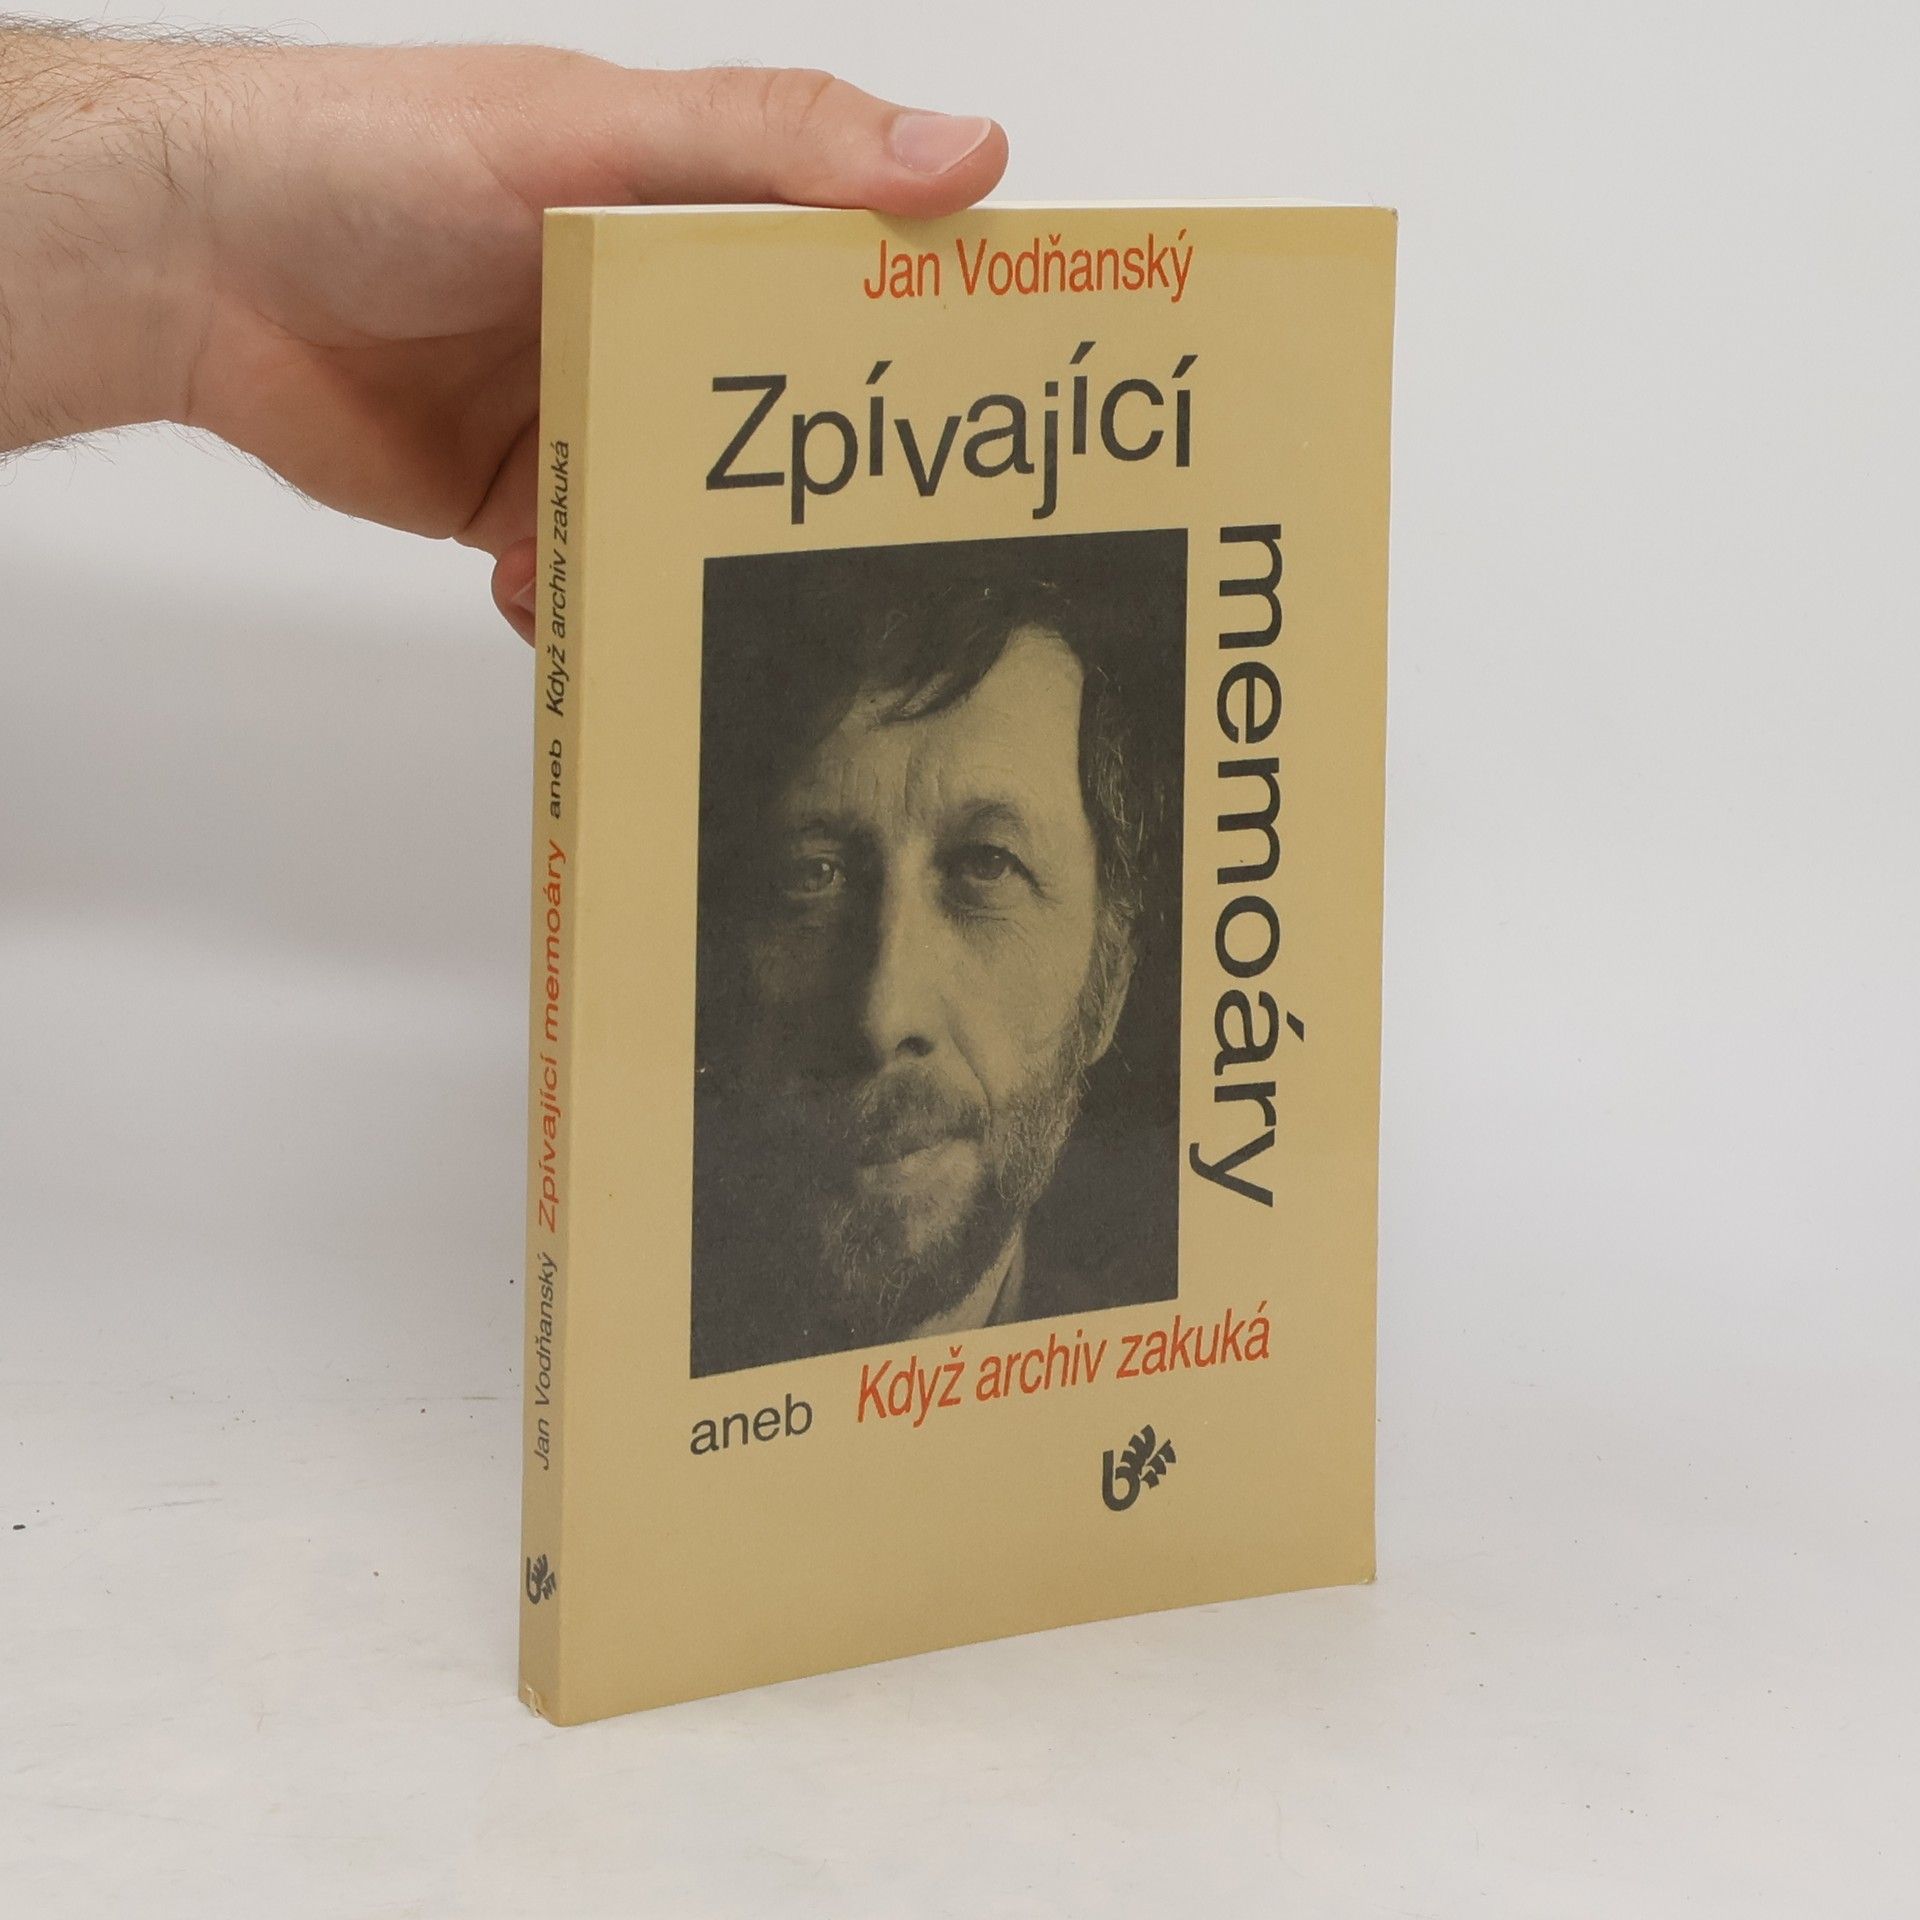 Jan Vodňanský
Zpívající
memoáry
aneb Když archiv zakuká
Jan Vodňanský Zpívající memoáry aneb Když archiv zakuká